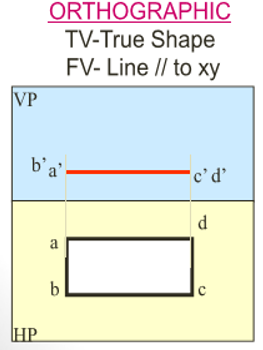 ORTHOGRAPHIC
TV-True Shape
FV- Line // to xy
VP
b' a' c' d'
d
a
b c
HP